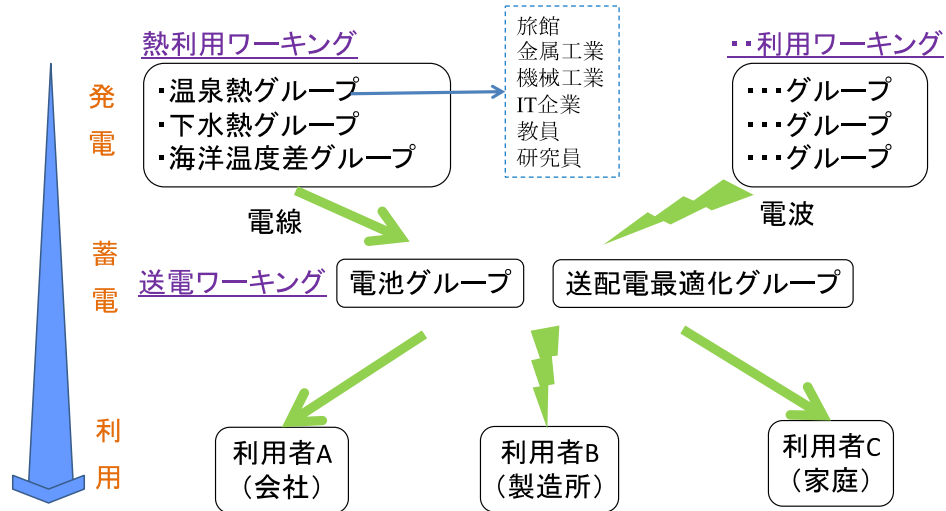 熱利用ワーキング
・温泉熱グループ
・下水熱グループ
・海洋温度差グループ
旅館
金属工業
機械工業
IT企業
教員
研究員
‥利用ワーキング
・・・グループ
・・・グループ
・・・グループ
発電
電線
電波
蓄電
送電ワーキング
電池グループ
送配電最適化グループ
利用
利用者A
（会社）
利用者B
（製造所）
利用者C
（家庭）